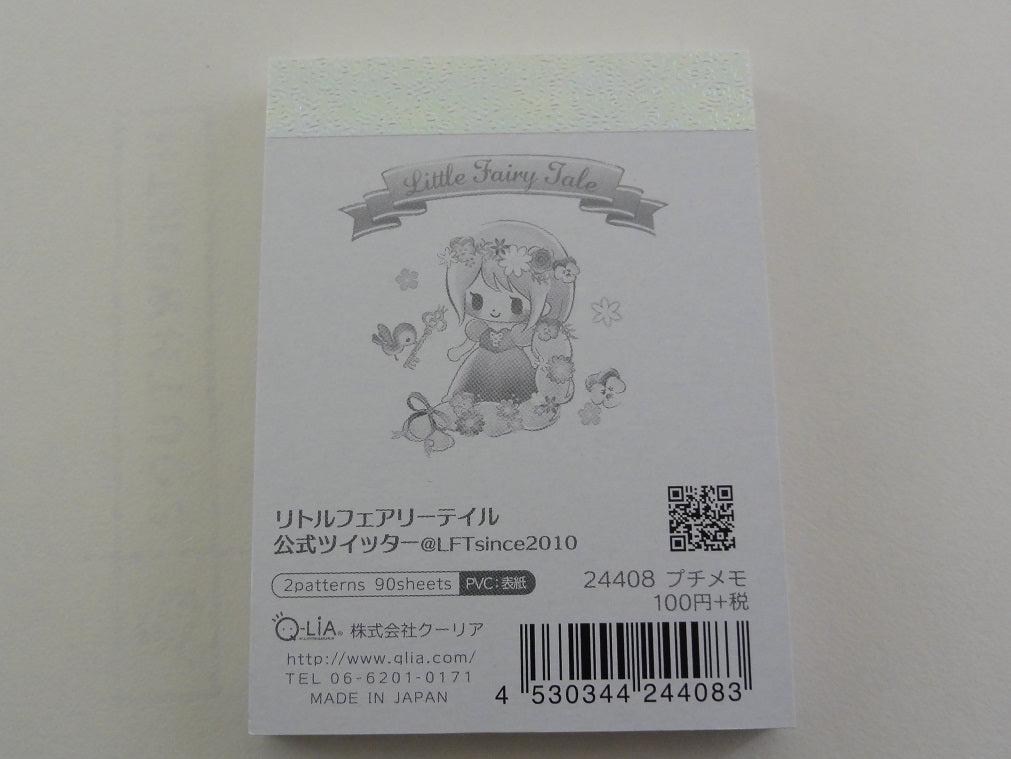 Little Fairy Tale
リトルフェアリーテイル
公式ツイッター@LFTsince2010
2patterns 90sheets PVC:表紙
24408 プチメモ
100円+税
Q-LiA® 株式会社クーリア
http://www.qlia.com/
TEL 06-6201-0171
MADE IN JAPAN
4 530344 244083